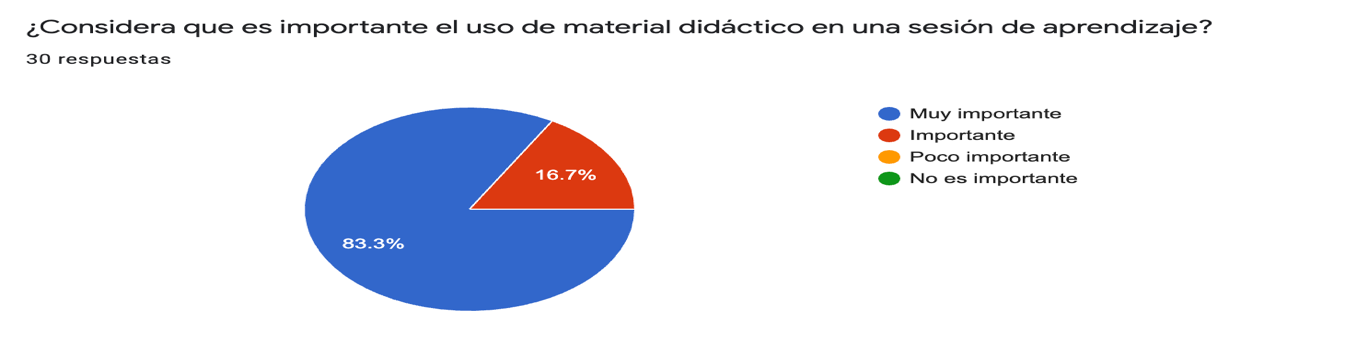 ¿Considera que es importante el uso de material didáctico en una sesión de aprendizaje?
30 respuestas
Muy importante
Importante
Poco importante
No es importante
16.7%
83.3%